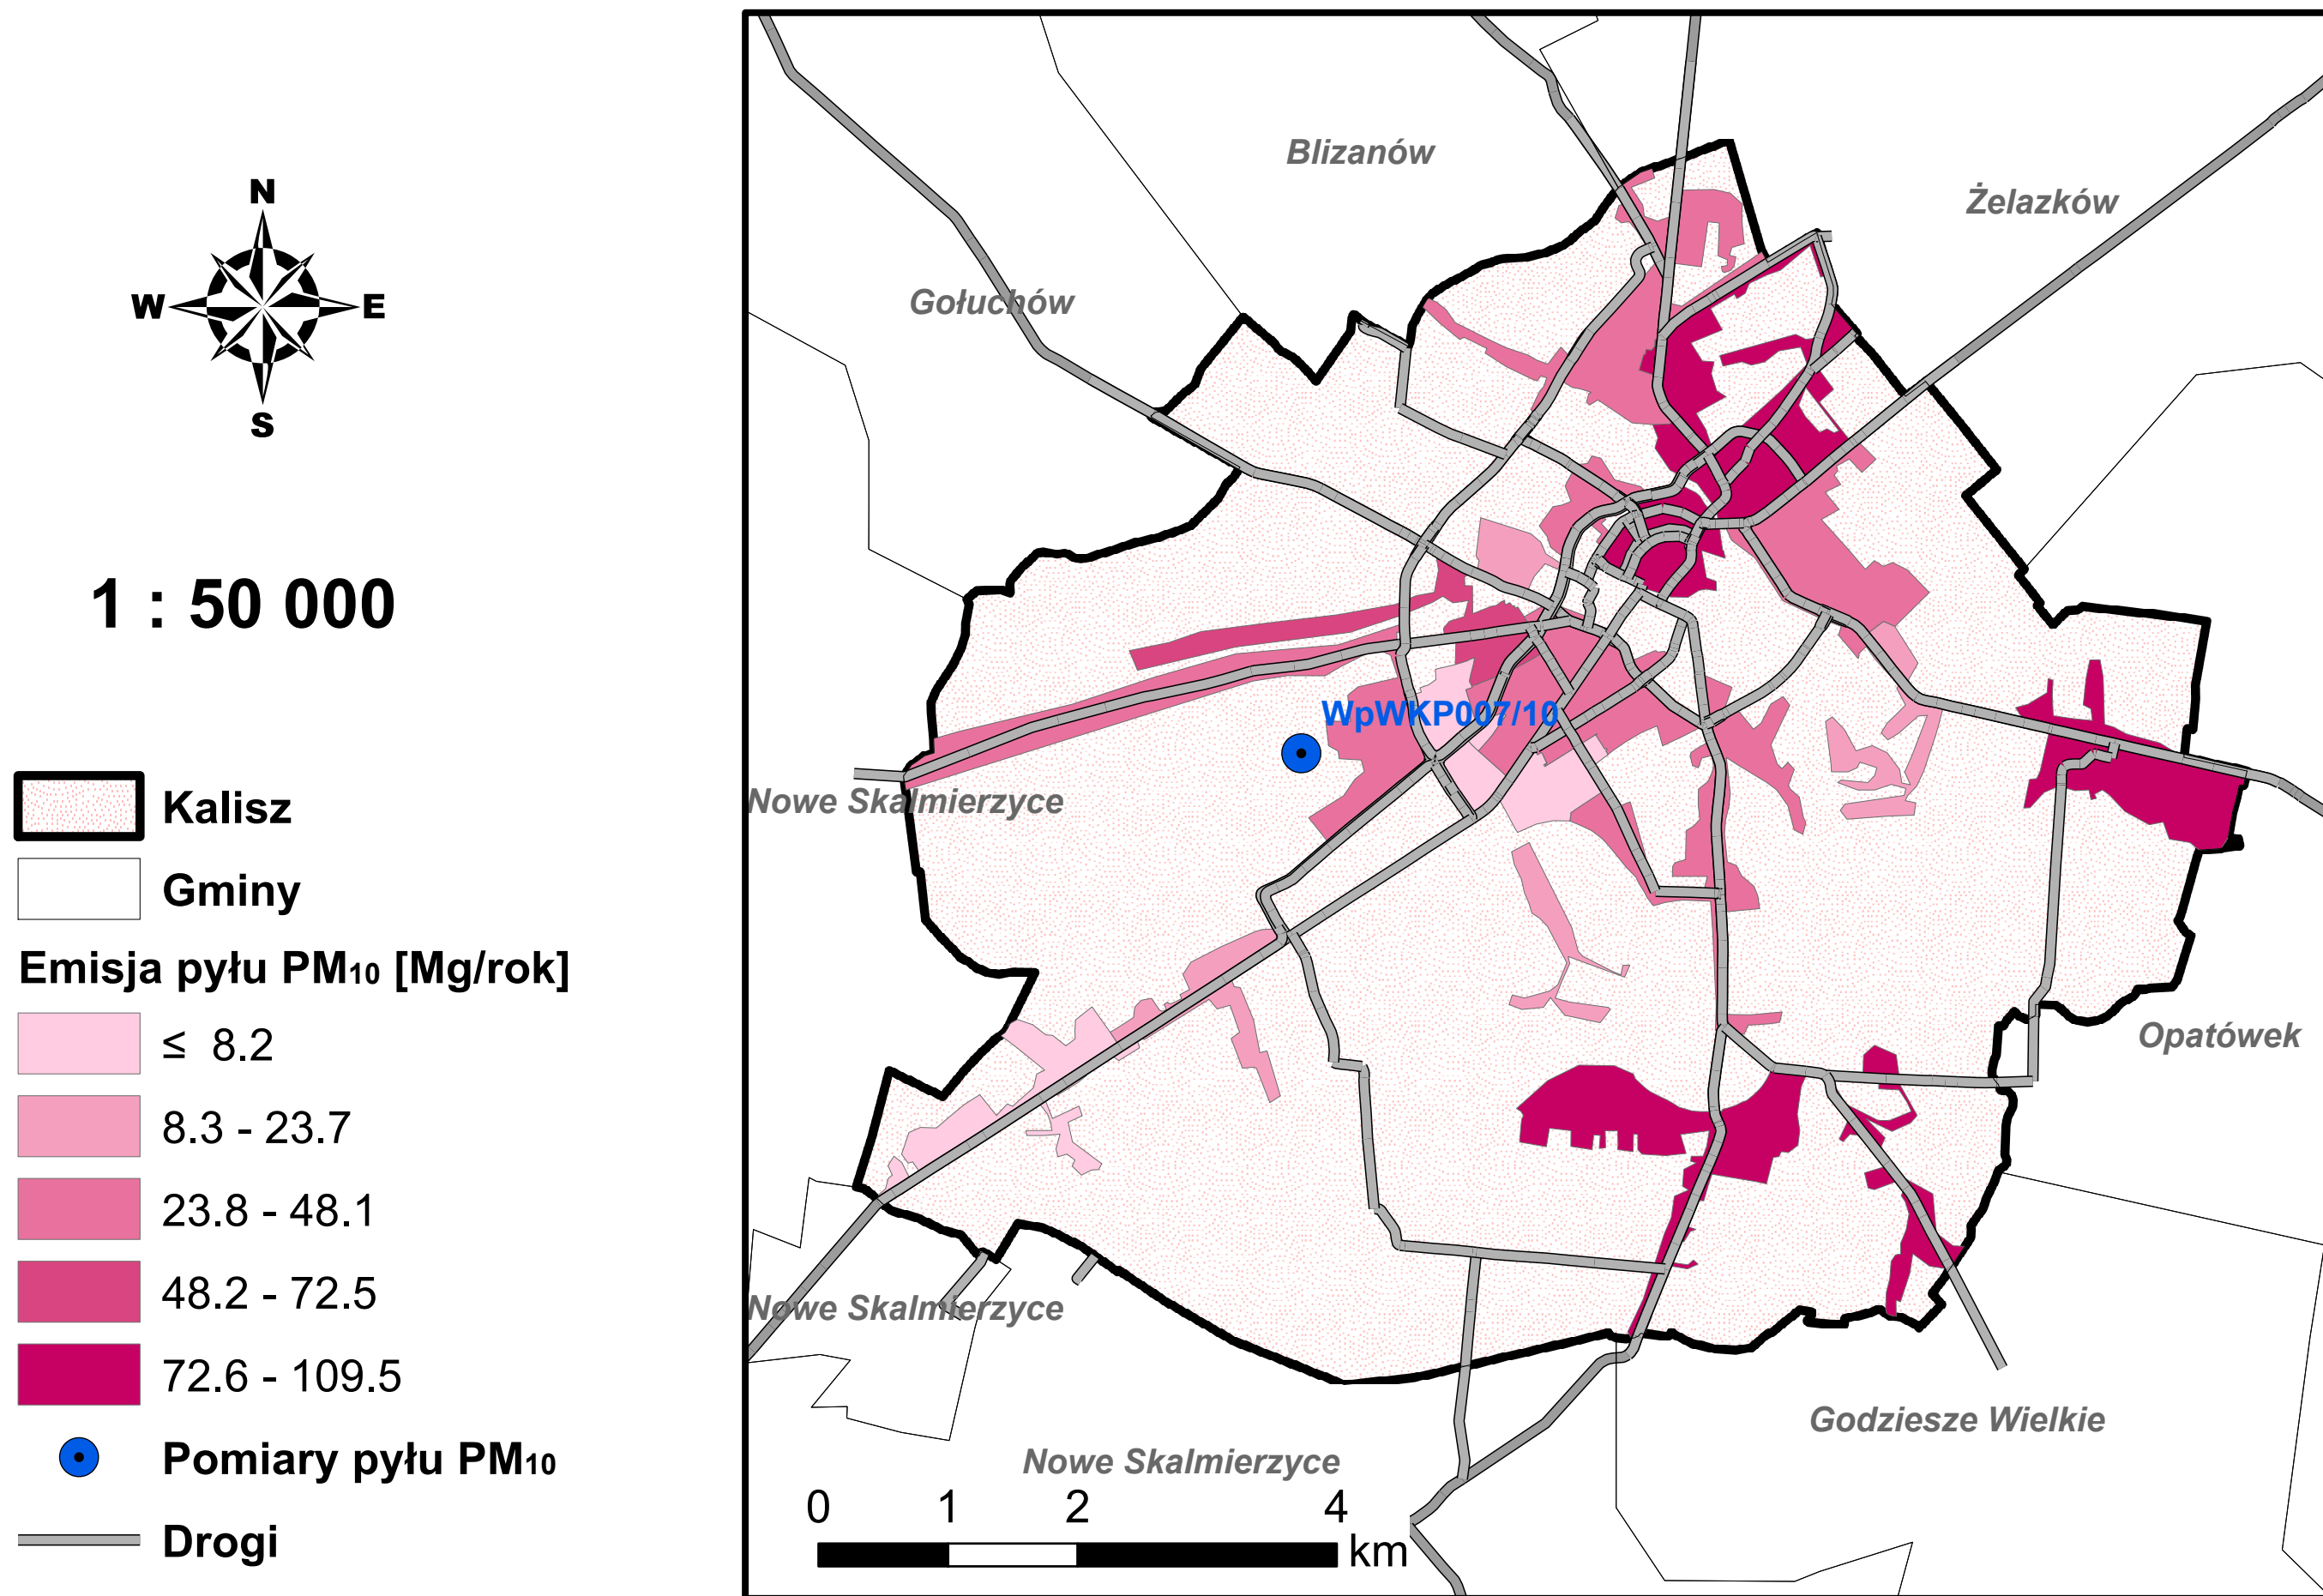 N
W E
S
1 : 50 000
Kalisz
Gminy
Emisja pyłu PM10 [Mg/rok]
≤ 8.2
8.3 - 23.7
23.8 - 48.1
48.2 - 72.5
72.6 - 109.5
Pomiary pyłu PM10
Drogi
Blizanów
Żelazków
Gołuchów
WpWKP007/10
Nowe Skalmierzyce
Opatówek
Nowe Skalmierzyce
Godziesze Wielkie
Nowe Skalmierzyce
0 1 2 4
km